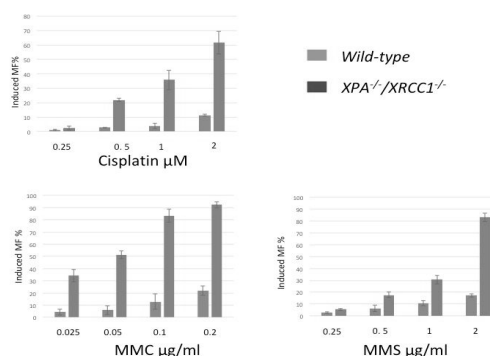 80
70
60
50
40
30
20
10
0
Induced MF%
0.25 0. 5 1 2
Cisplatin µM
Wild-type
XPA-/-/XRCC1-/-
100
90
80
70
60
50
40
30
20
10
0
Induced MF %
0.025 0.05 0.1 0.2
MMC µg/ml
100
90
80
70
60
50
40
30
20
10
0
Induced MF %
0.25 0. 5 1 2
MMS µg/ml